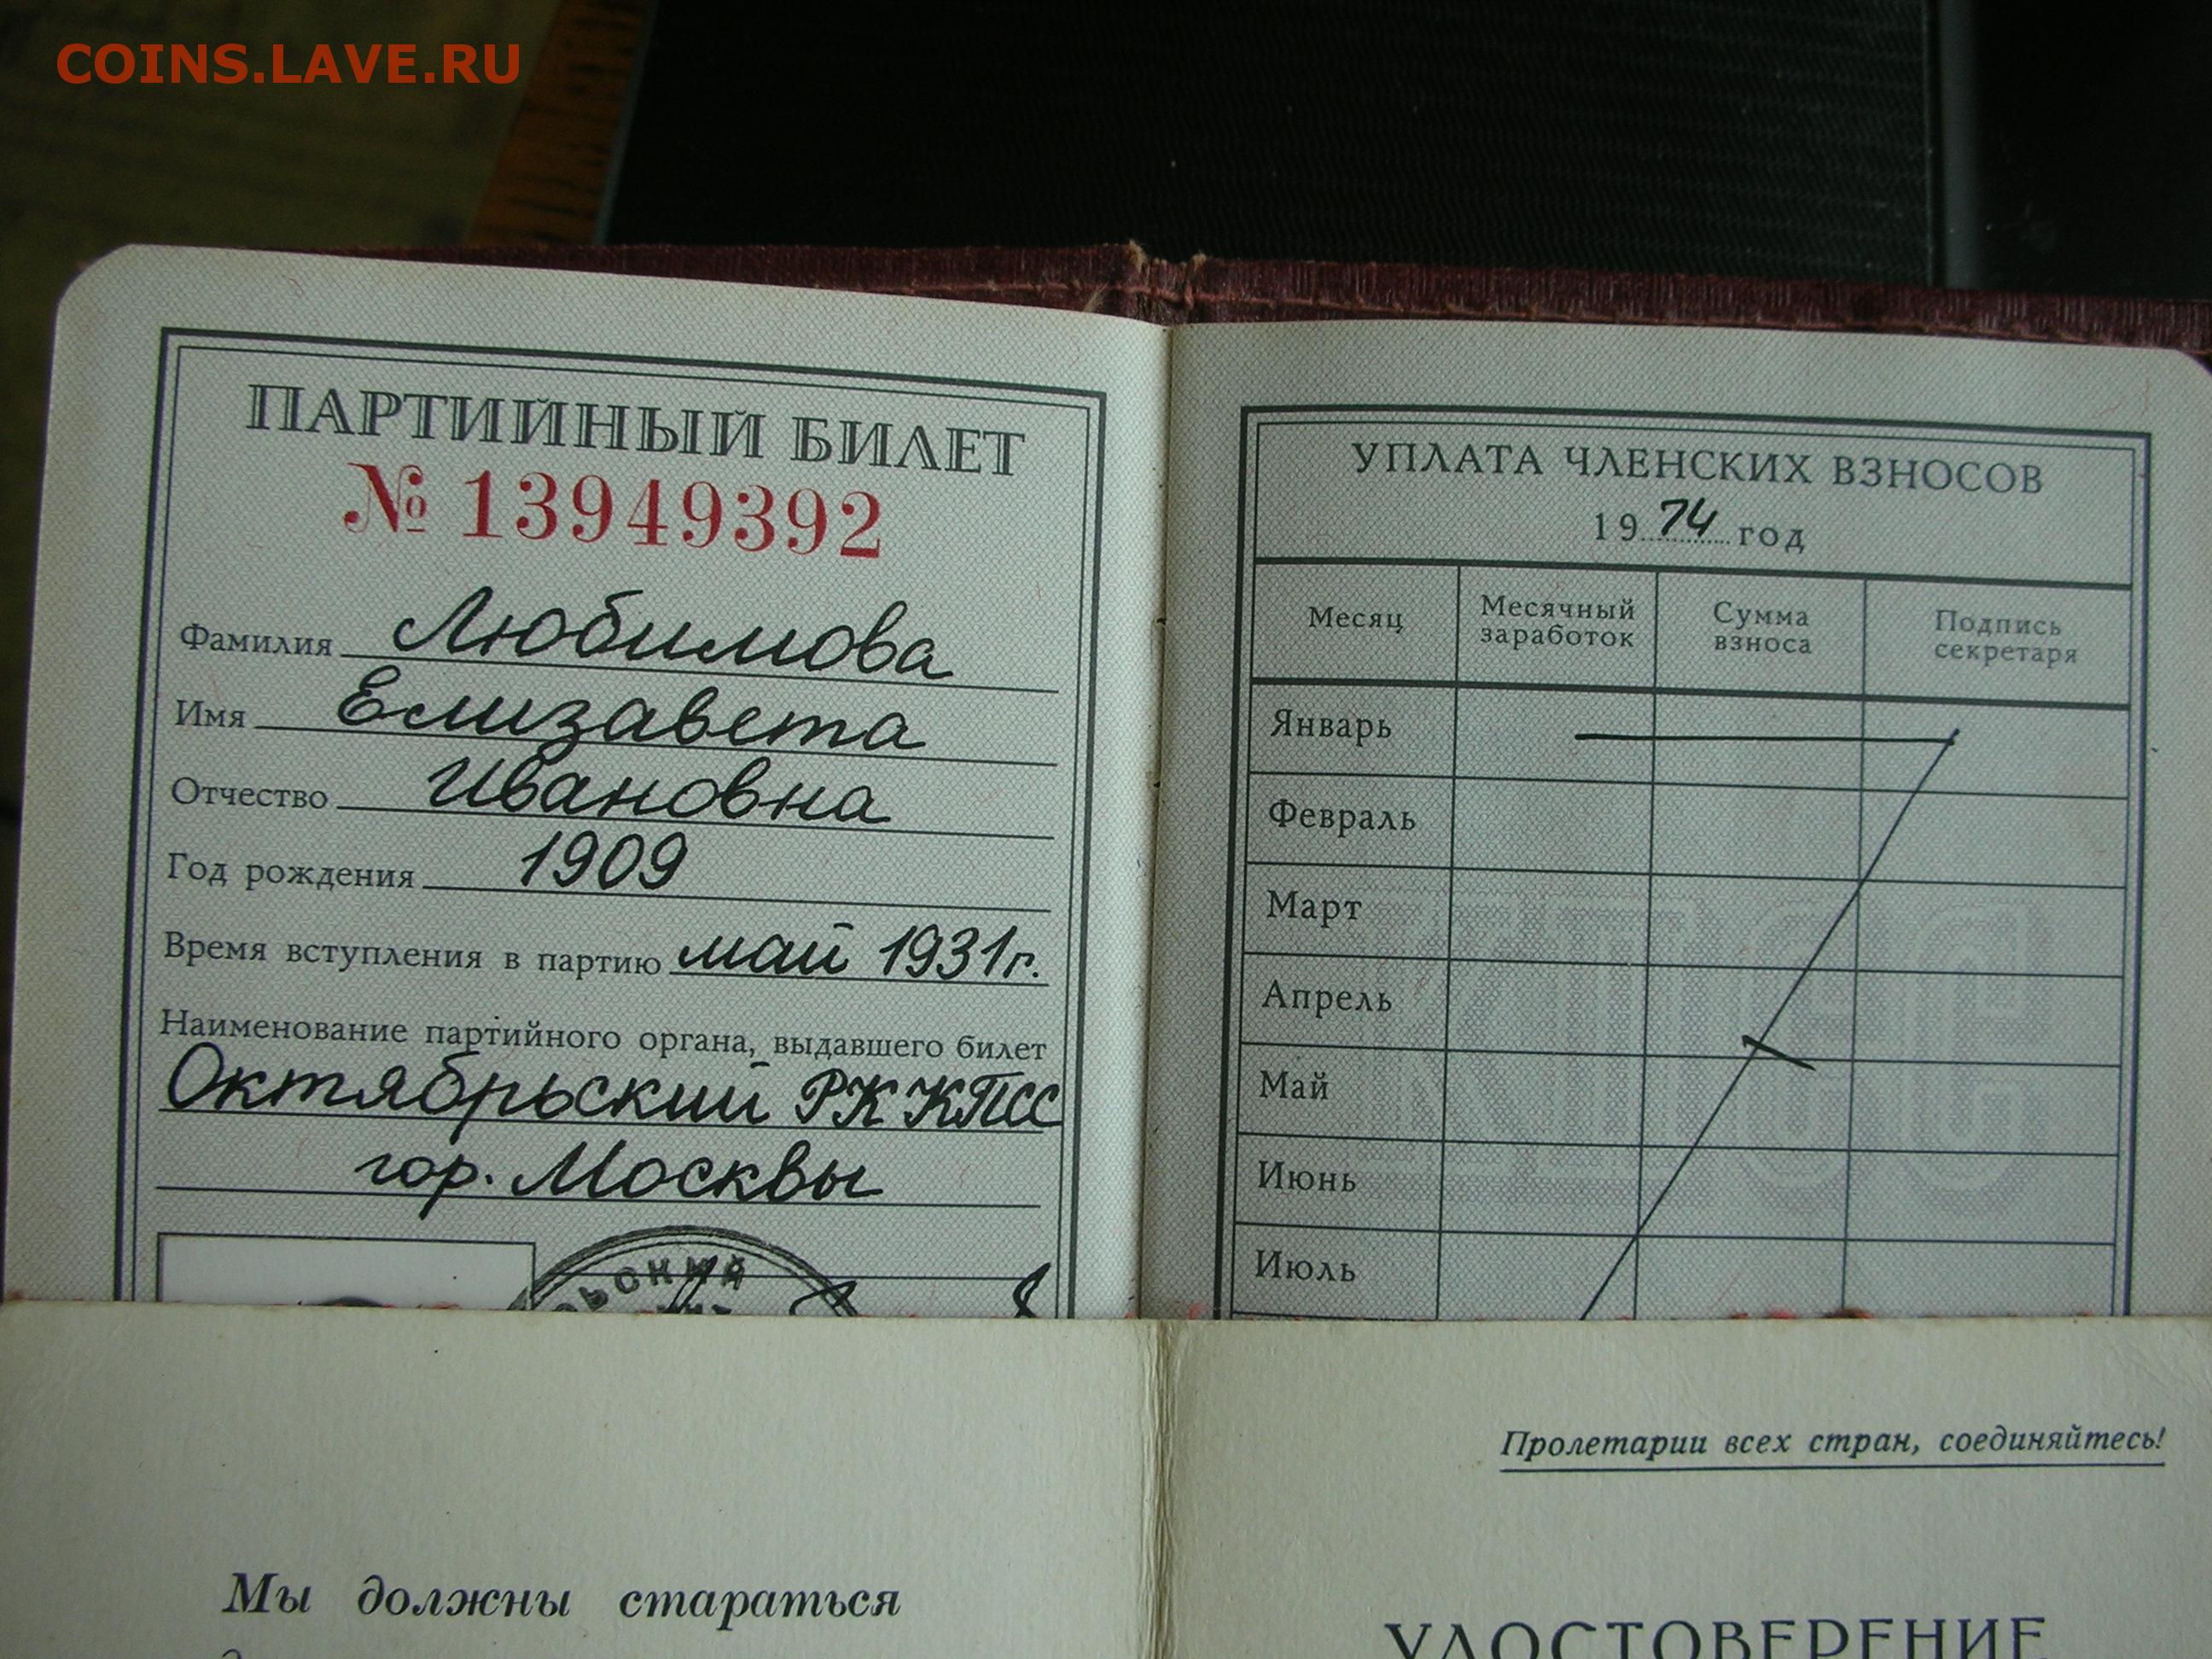 COINS.LAVE.RU
ПАРТИЙНЫЙ БИЛЕТ
№ 13949392
Фамилия Любимова
Имя Елизавета
Отчество Ивановна
Год рождения 1909
Время вступления в партию май 1931г.
Наименование партийного органа, выдавшего билет
Октябрьский РК КПСС
гор. Москвы
УПЛАТА ЧЛЕНСКИХ ВЗНОСОВ
1974 год
Месяц
Месячный
заработок
Сумма
взноса
Подпись
секретаря
Январь
Февраль
Март
Апрель
Май
Июнь
Июль
Мы должны стараться
Пролетарии всех стран, соединяйтесь!
УДОСТОВЕРЕНИЕ